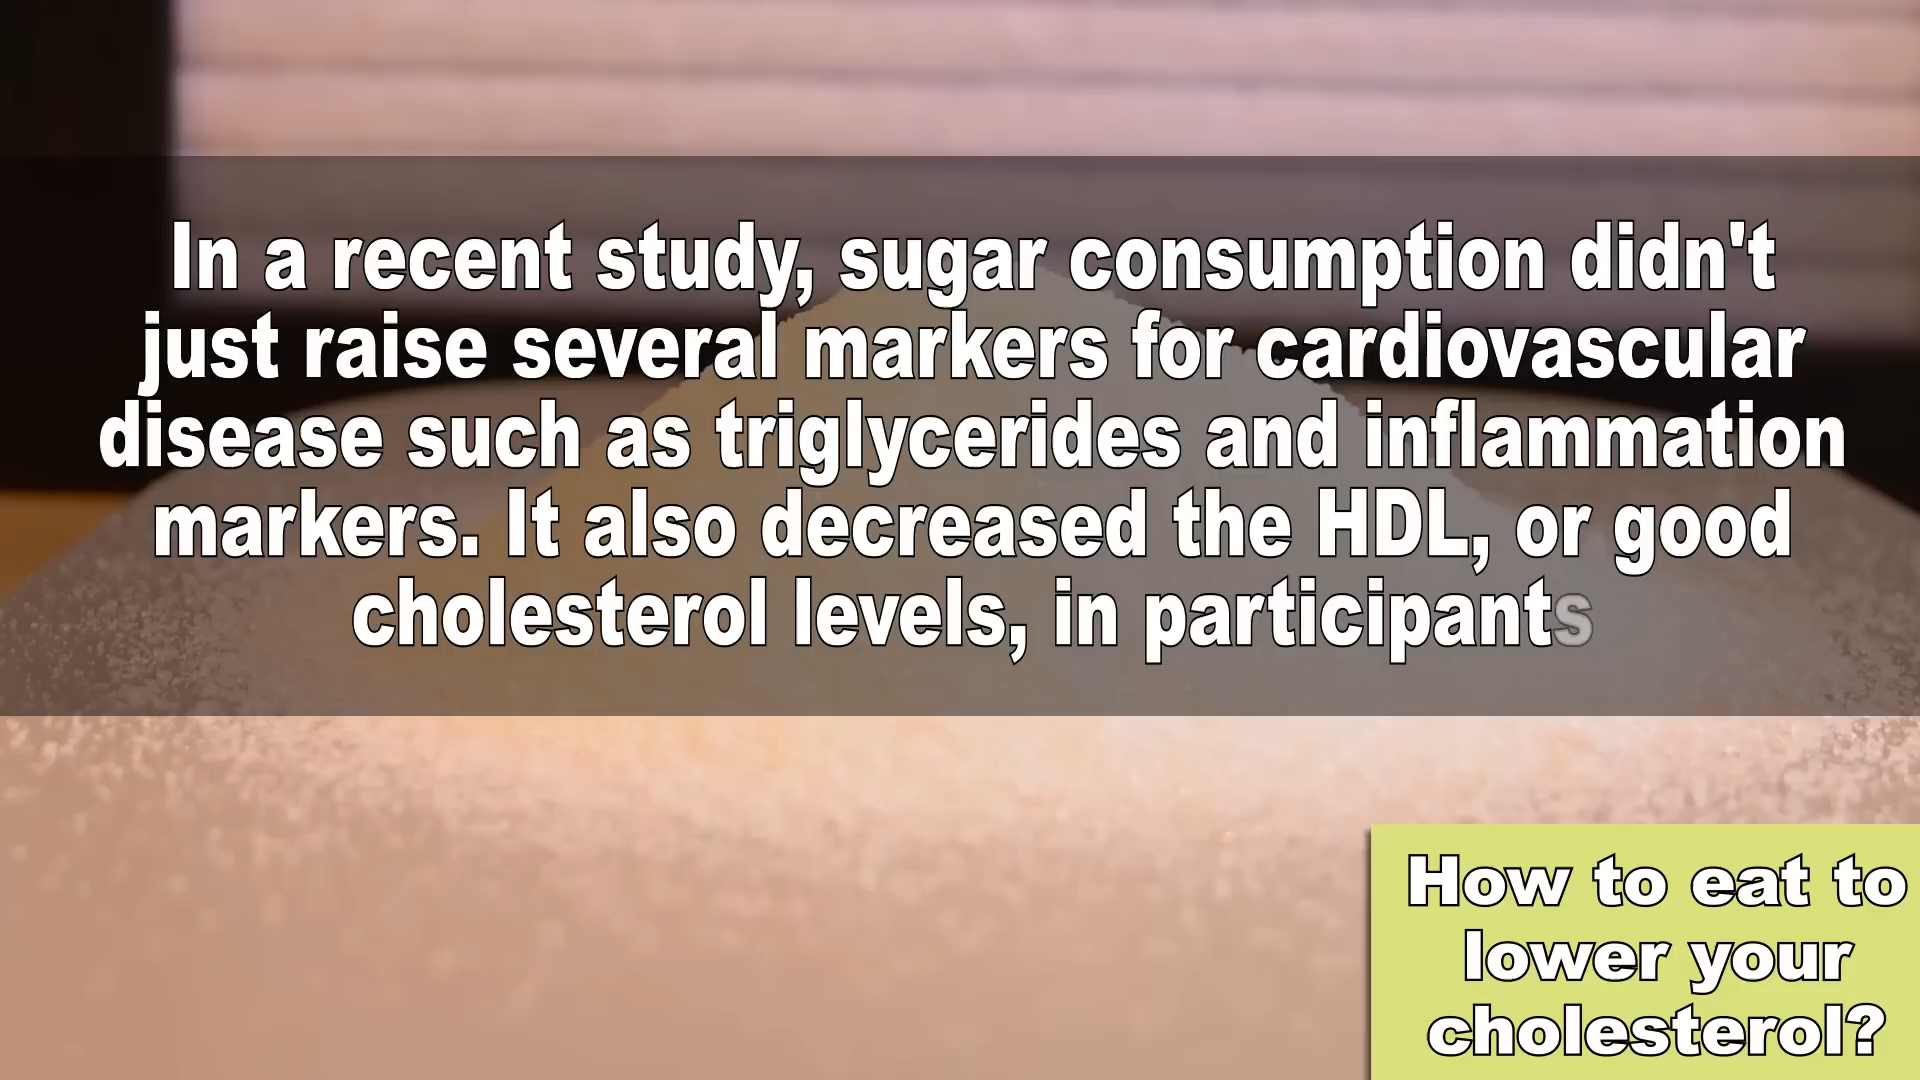 In a recent study, sugar consumption didn't
just raise several markers for cardiovascular
disease such as triglycerides and inflammation
markers. It also decreased the HDL, or good
cholesterol levels, in participants
How to eat to
lower your
cholesterol?